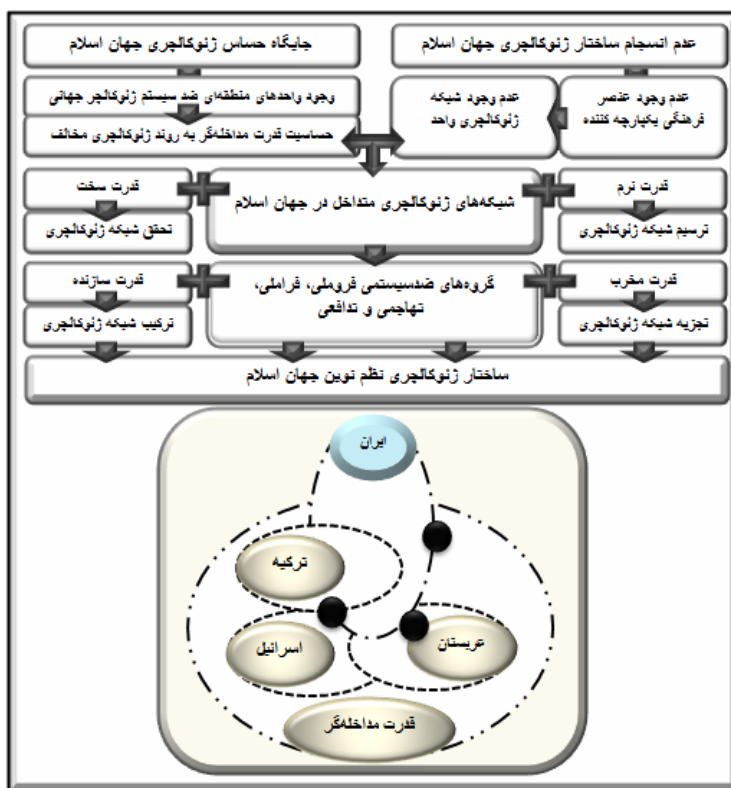 عدم انسجام ساختار ژئوکالچری جهان اسلام
جایگاه حساس ژئوکالچری جهان اسلام
عدم وجود عنصر
فرهنگی یکپارچه کننده
عدم وجود شبکه
ژئوکالچری واحد
وجود واحدهای منطقه‌ای ضد سیستم ژئوکالچر جهانی
حساسیت قدرت مداخله‌گر به روند ژئوکالچری مخالف
قدرت نرم
ترسیم شبکه ژئوکالچری
شبکه‌های ژئوکالچری متداخل در جهان اسلام
قدرت سخت
تحقق شبکه ژئوکالچری
قدرت مخرب
تجزیه شبکه ژئوکالچری
گروه‌های ضدسیستمی فروملی، فراملی،
تهاجمی و تدافعی
قدرت سازنده
ترکیب شبکه ژئوکالچری
ساختار ژئوکالچری نظم نوین جهان اسلام
ایران
ترکیه
اسرائیل
عربستان
قدرت مداخله‌گر